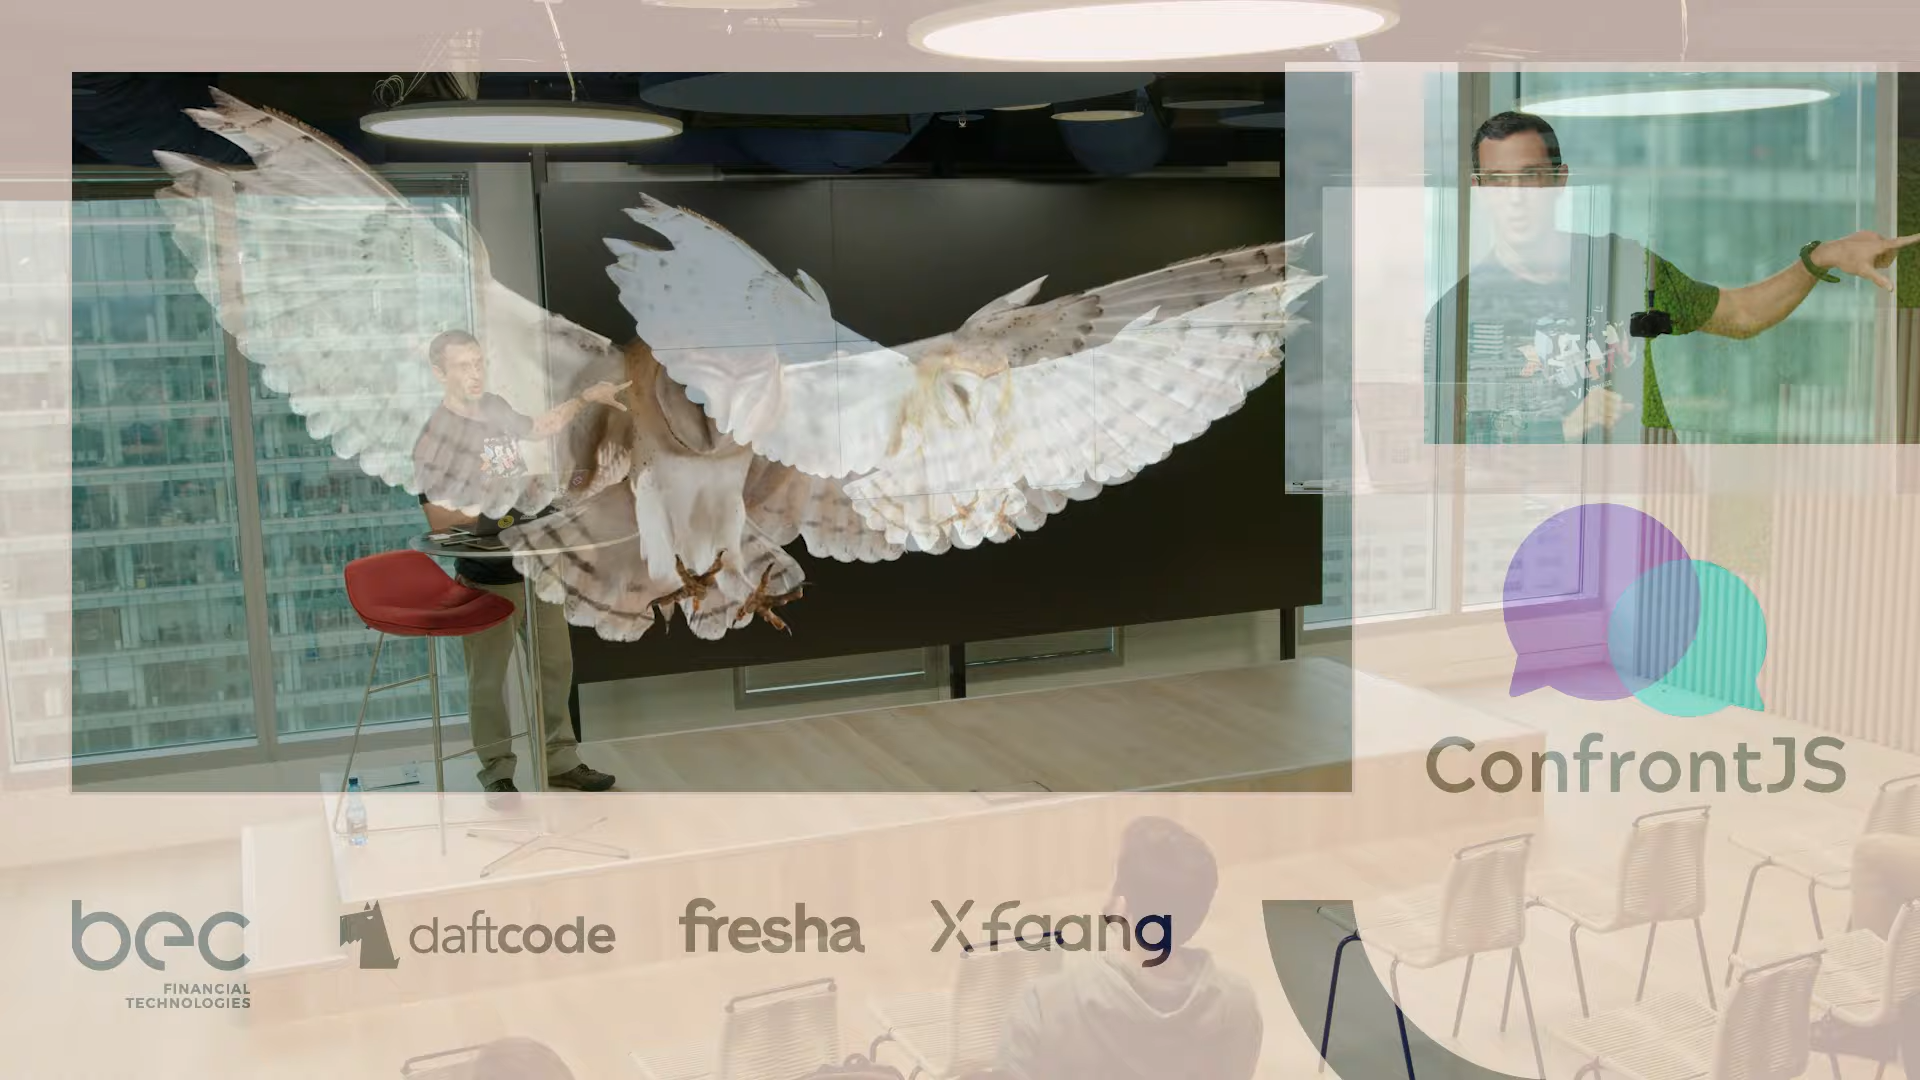 ConfrontJS
bec
FINANCIAL
TECHNOLOGIES
daftcode
fresha
X faang